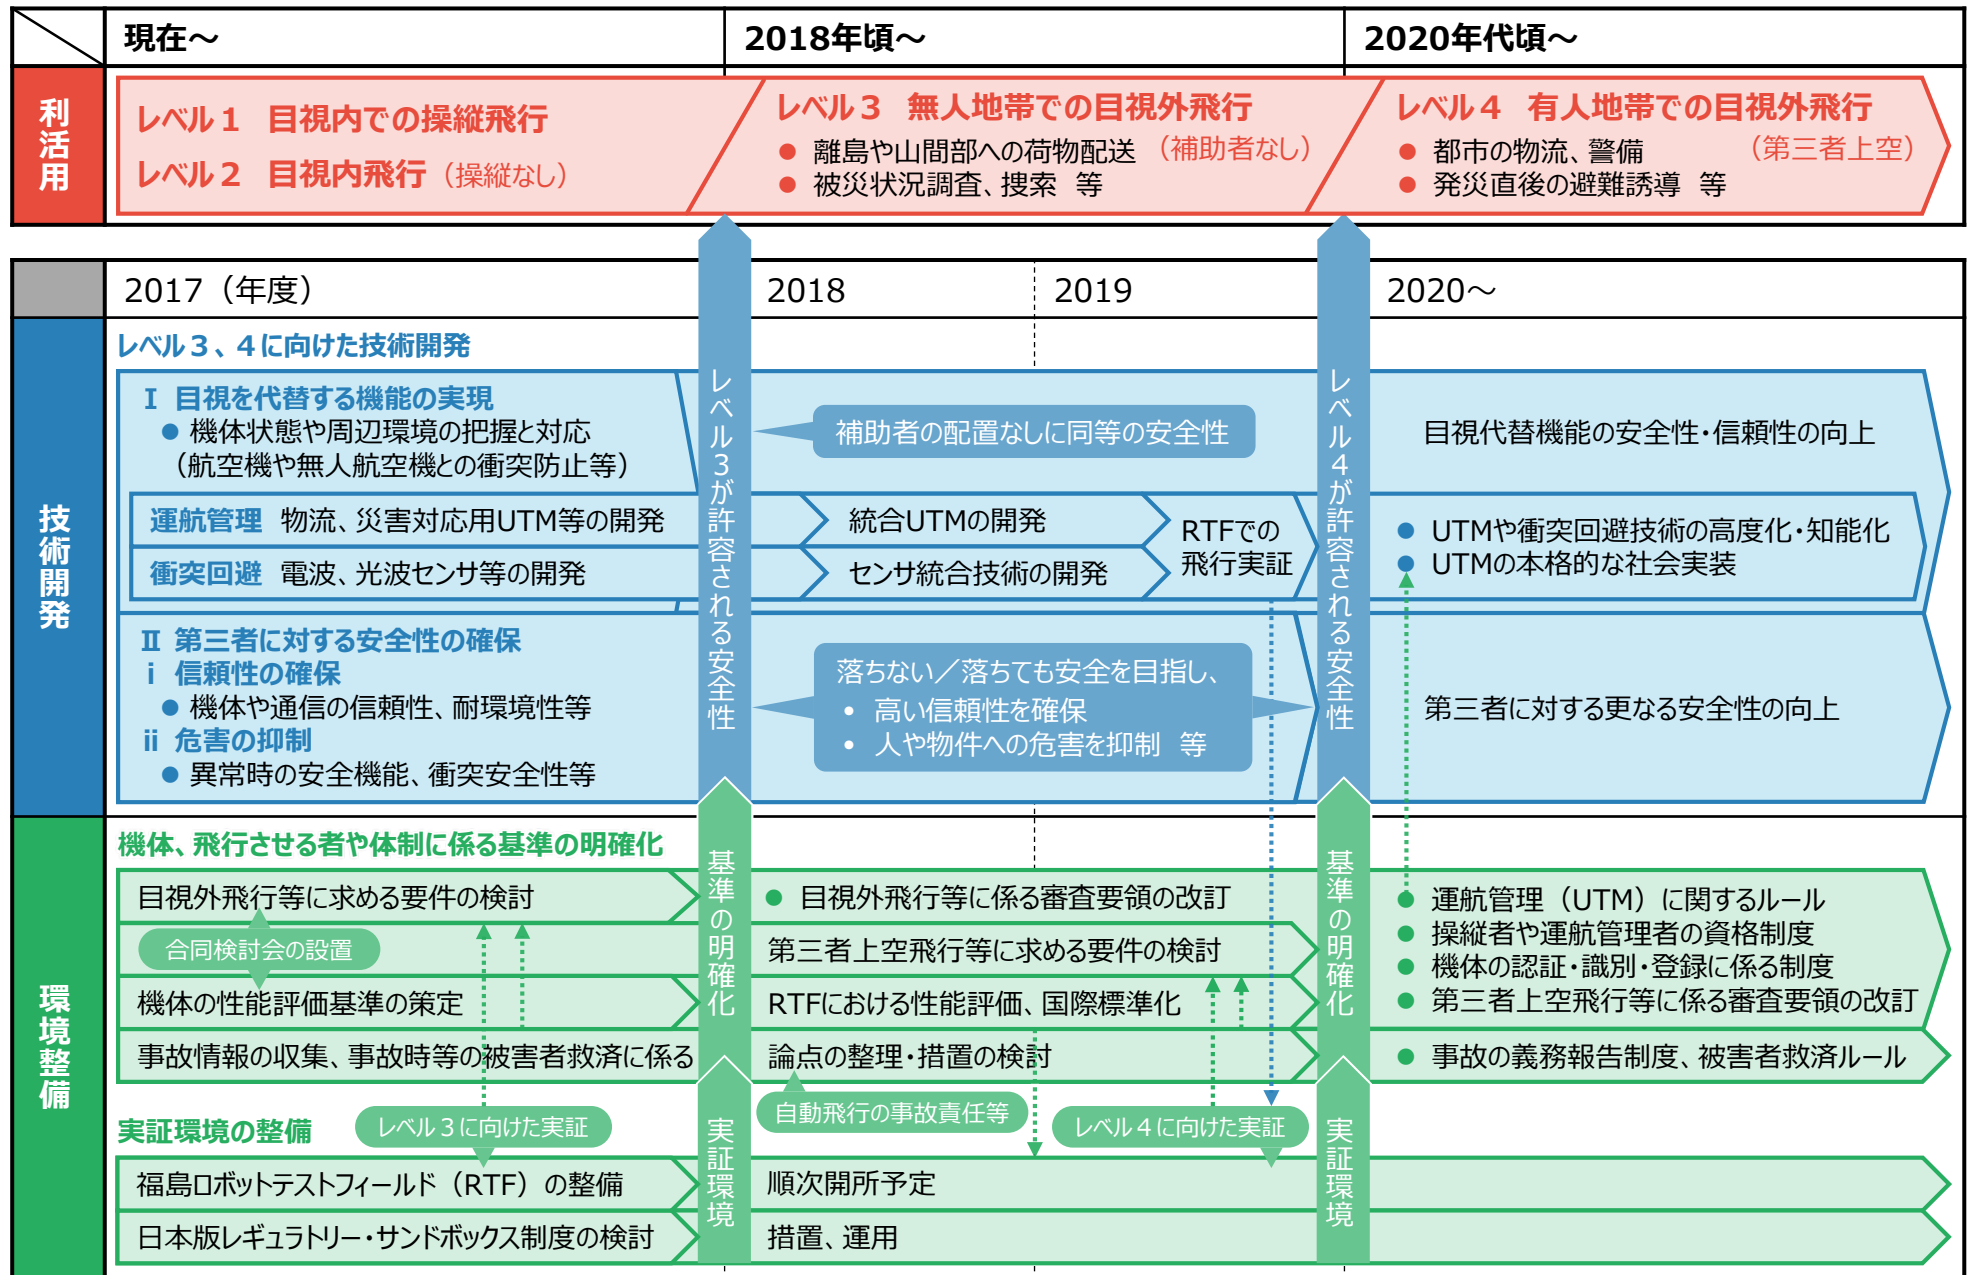 現在～
2018年頃～
2020年代頃～
利活用
レベル１　目視内での操縦飛行
レベル２　目視内飛行（操縦なし）
レベル３　無人地帯での目視外飛行
（補助者なし）
● 離島や山間部への荷物配送
● 被災状況調査、捜索　等
レベル４　有人地帯での目視外飛行
（第三者上空）
● 都市の物流、警備
● 発災直後の避難誘導　等
2017（年度）
2018
2019
2020～
技術開発
レベル３、４に向けた技術開発
Ⅰ 目視を代替する機能の実現
● 機体状態や周辺環境の把握と対応
（航空機や無人航空機との衝突防止等）
補助者の配置なしに同等の安全性
目視代替機能の安全性・信頼性の向上
運航管理 物流、災害対応用UTM等の開発
統合UTMの開発
衝突回避 電波、光波センサ等の開発
センサ統合技術の開発
RTFでの
飛行実証
● UTMや衝突回避技術の高度化・知能化
● UTMの本格的な社会実装
Ⅱ 第三者に対する安全性の確保
ⅰ 信頼性の確保
● 機体や通信の信頼性、耐環境性等
ⅱ 危害の抑制
● 異常時の安全機能、衝突安全性等
落ちない／落ちても安全を目指し、
• 高い信頼性を確保
• 人や物件への危害を抑制　等
第三者に対する更なる安全性の向上
レベル３が許容される安全性
レベル４が許容される安全性
環境整備
機体、飛行させる者や体制に係る基準の明確化
目視外飛行等に求める要件の検討
● 目視外飛行等に係る審査要領の改訂
合同検討会の設置
第三者上空飛行等に求める要件の検討
機体の性能評価基準の策定
RTFにおける性能評価、国際標準化
事故情報の収集、事故時等の被害者救済に係る
論点の整理・措置の検討
● 運航管理（UTM）に関するルール
● 操縦者や運航管理者の資格制度
● 機体の認証・識別・登録に係る制度
● 第三者上空飛行等に係る審査要領の改訂
● 事故の義務報告制度、被害者救済ルール
基準の明確化
基準の明確化
自動飛行の事故責任等
実証環境の整備
レベル３に向けた実証
レベル４に向けた実証
福島ロボットテストフィールド（RTF）の整備
順次開所予定
日本版レギュラトリー・サンドボックス制度の検討
措置、運用
実証環境
実証環境